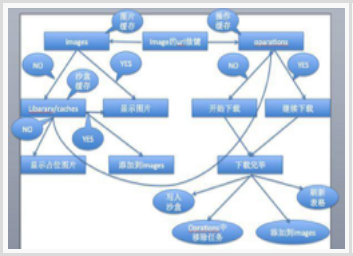 图片
缓存
操作
缓存
images
Image的url做键
oparations
NO
YES
沙盒
缓存
NO
YES
Libarary/caches
显示图片
开始下载
继续下载
NO
YES
显示占位图片
添加到images
下载完毕
写入
沙盒
刷新
表格
Oprations中
移除任务
添加到images